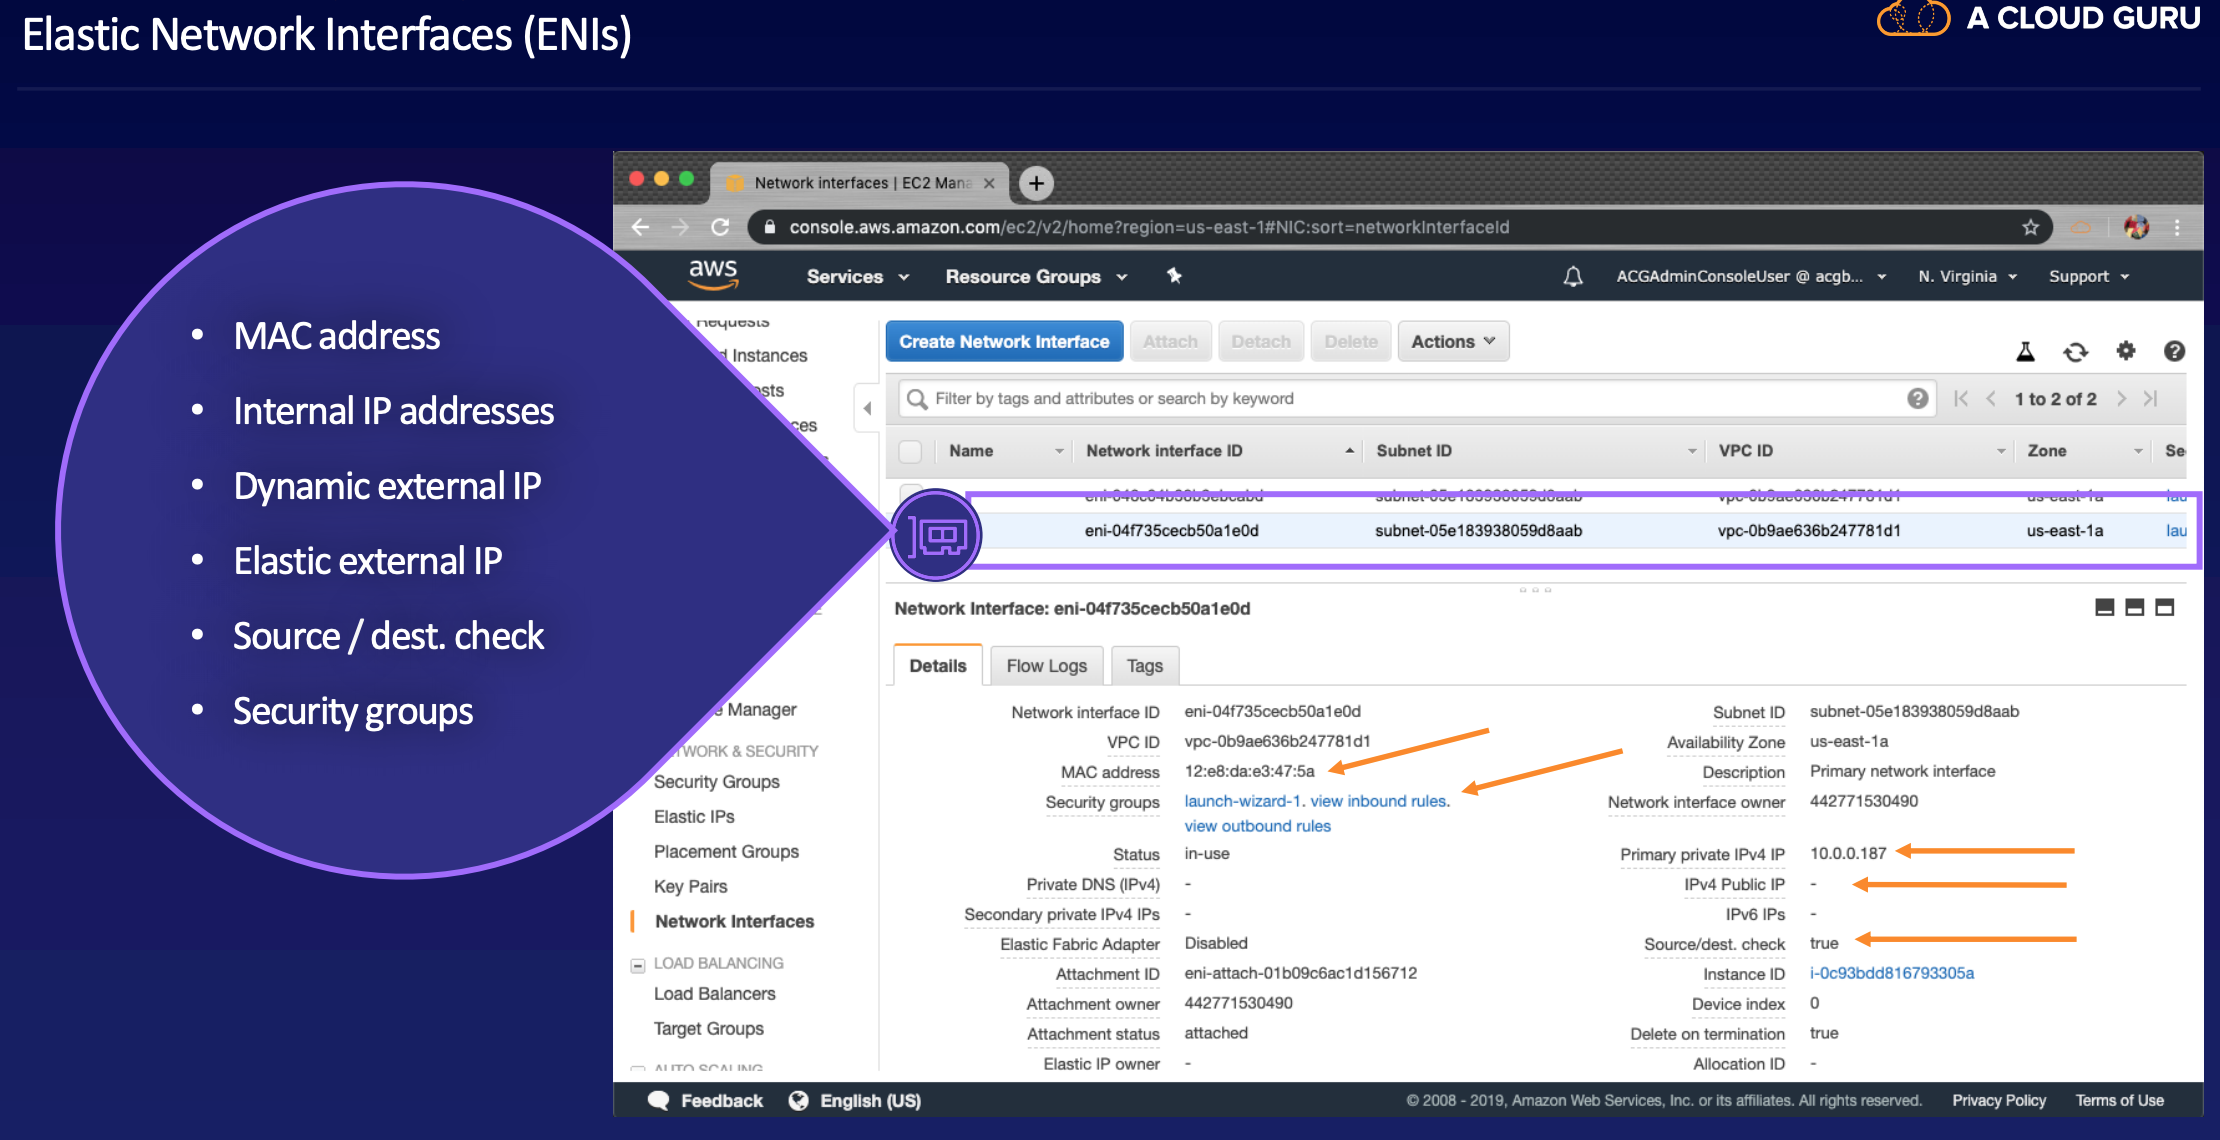 Elastic Network Interfaces (ENIs)
A CLOUD GURU
• MAC address
• Internal IP addresses
• Dynamic external IP
• Elastic external IP
• Source / dest. check
• Security groups
Network interfaces | EC2 Mana
console.aws.amazon.com/ec2/v2/home?region=us-east-1#NIC:sort=networkInterfaceId
aws Services Resource Groups ACGAdminConsoleUser @ acgb... N. Virginia Support
Requests
Instances
Create Network Interface Attach Detach Delete Actions
Filter by tags and attributes or search by keyword
1 to 2 of 2
Name Network interface ID Subnet ID VPC ID Zone Se
subnet-05e183938059d8aab vpc-0b9ae636b247781d1 us-east-1a lau
eni-04f735cecb50a1e0d subnet-05e183938059d8aab vpc-0b9ae636b247781d1 us-east-1a lau
Network Interface: eni-04f735cecb50a1e0d
Details Flow Logs Tags
Manager
NETWORK & SECURITY
Security Groups
Elastic IPs
Placement Groups
Key Pairs
Network Interfaces
LOAD BALANCING
Load Balancers
Target Groups
AUTO SCALING
Network interface ID eni-04f735cecb50a1e0d
VPC ID vpc-0b9ae636b247781d1
MAC address 12:e8:da:e3:47:5a
Security groups launch-wizard-1. view inbound rules.
view outbound rules
Status in-use
Private DNS (IPv4) -
Secondary private IPv4 IPs -
Elastic Fabric Adapter Disabled
Attachment ID eni-attach-01b09c6ac1d156712
Attachment owner 442771530490
Attachment status attached
Elastic IP owner -
Subnet ID subnet-05e183938059d8aab
Availability Zone us-east-1a
Description Primary network interface
Network interface owner 442771530490
Primary private IPv4 IP 10.0.0.187
IPv4 Public IP -
IPv6 IPs -
Source/dest. check true
Instance ID i-0c93bdd816793305a
Device index 0
Delete on termination true
Allocation ID -
Feedback English (US)
© 2008 - 2019, Amazon Web Services, Inc. or its affiliates. All rights reserved. Privacy Policy Terms of Use